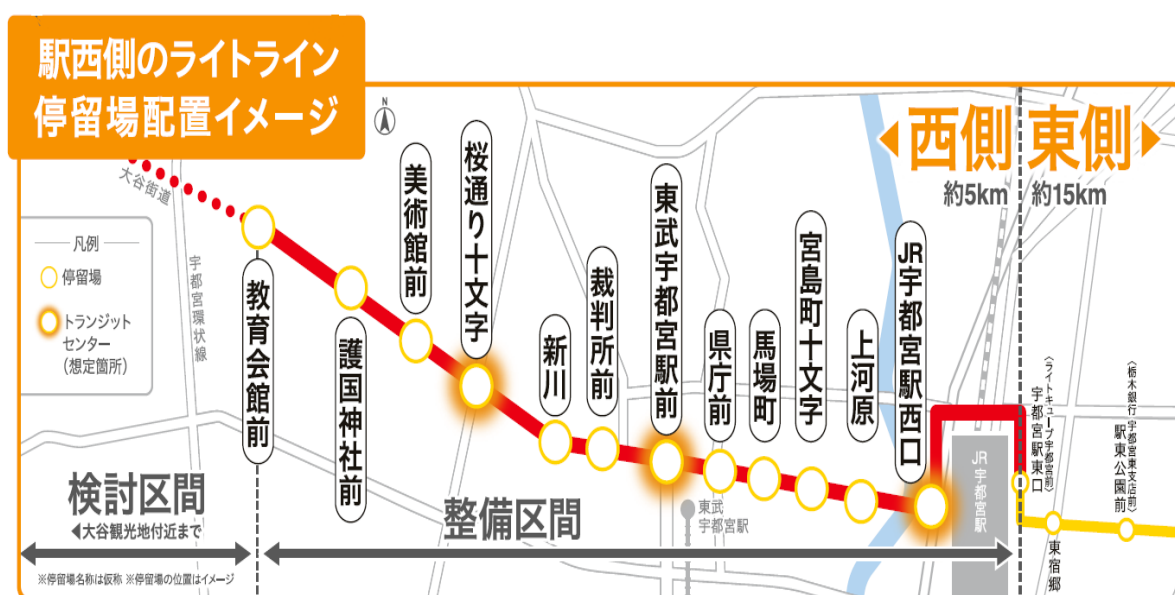 駅西側のライトライン
停留場配置イメージ
N
西側
東側
約5km
約15km
大谷街道
宇都宮環状線
凡例
停留場
トランジット
センター
(想定箇所)
教育会館前
護国神社前
美術館前
桜通り十文字
新川
裁判所前
東武宇都宮駅前
県庁前
馬場町
宮島町十文字
上河原
JR宇都宮駅西口
東武
宇都宮駅
JR宇都宮駅
〈ライトキューブ宇都宮前〉
宇都宮駅東口
東宿郷
〈栃木銀行 宇都宮東支店前〉
駅東公園前
検討区間
大谷観光地付近まで
整備区間
※停留場名称は仮称 ※停留場の位置はイメージ